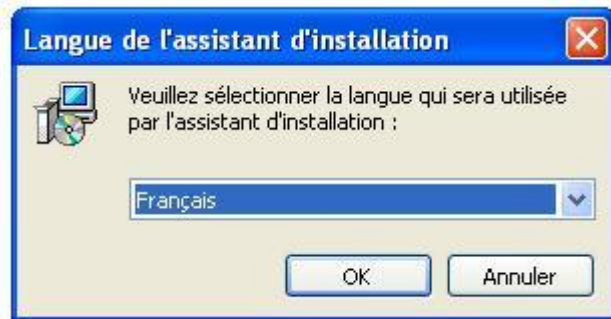 Langue de l'assistant d'installation
Veuillez sélectionner la langue qui sera utilisée
par l'assistant d'installation :
Français
OK
Annuler